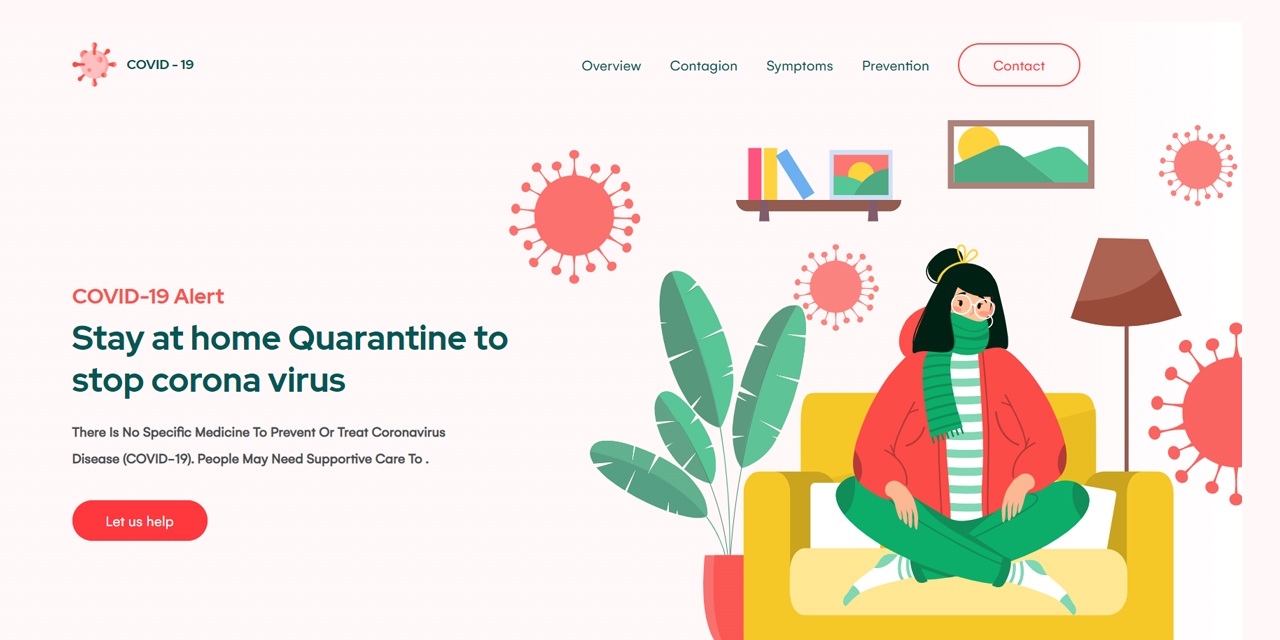 COVID - 19
Overview Contagion Symptoms Prevention Contact
COVID-19 Alert
Stay at home Quarantine to
stop corona virus
There Is No Specific Medicine To Prevent Or Treat Coronavirus
Disease (COVID-19). People May Need Supportive Care To .
Let us help